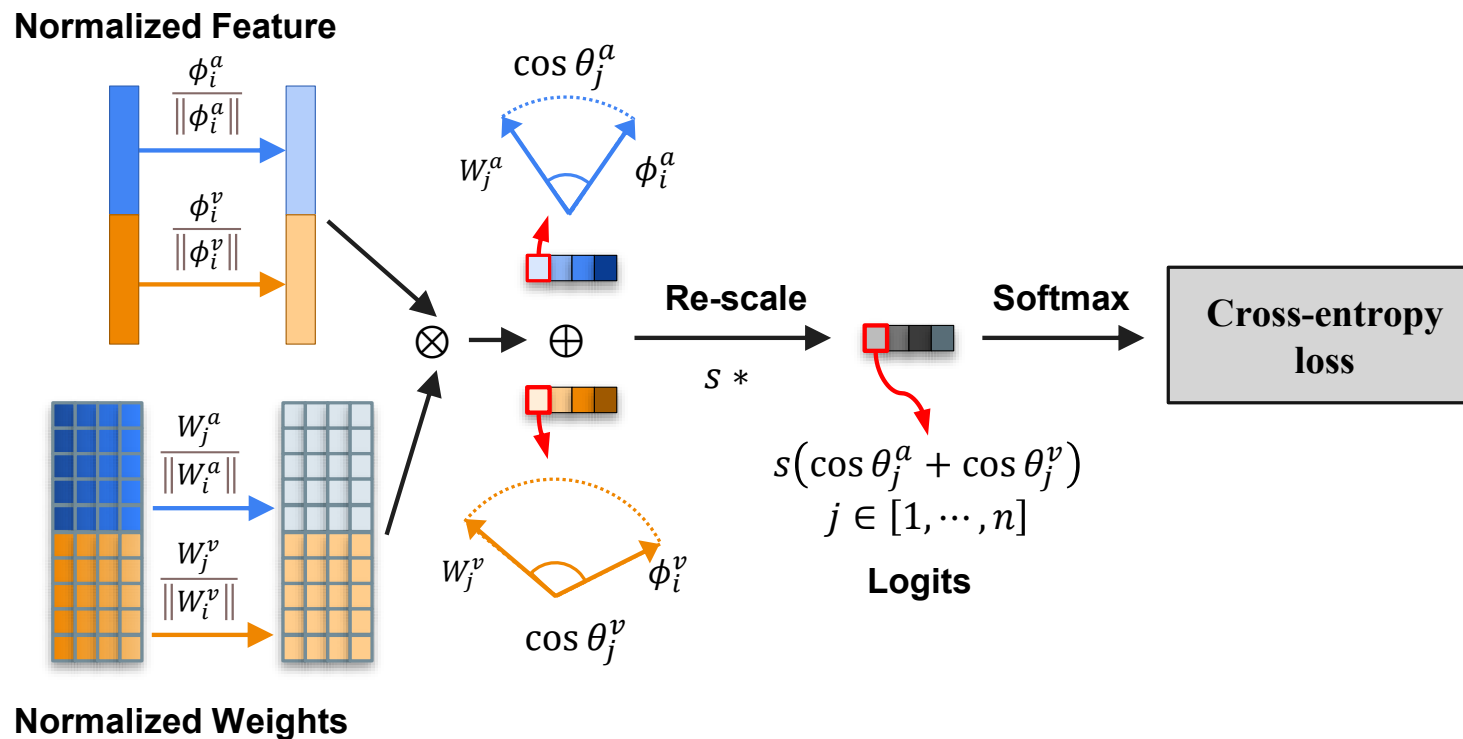 Normalized Feature
ϕ_i^a
‖ϕ_i^a‖
ϕ_i^v
‖ϕ_i^v‖
cos θ_j^a
W_j^a
ϕ_i^a
⊗
⊕
Re-scale
s *
Softmax
Cross-entropy
loss
W_j^a
‖W_i^a‖
W_j^v
‖W_i^v‖
W_j^v
ϕ_i^v
cos θ_j^v
s(cos θ_j^a + cos θ_j^v)
j ∈ [1, ⋯ , n]
Logits
Normalized Weights